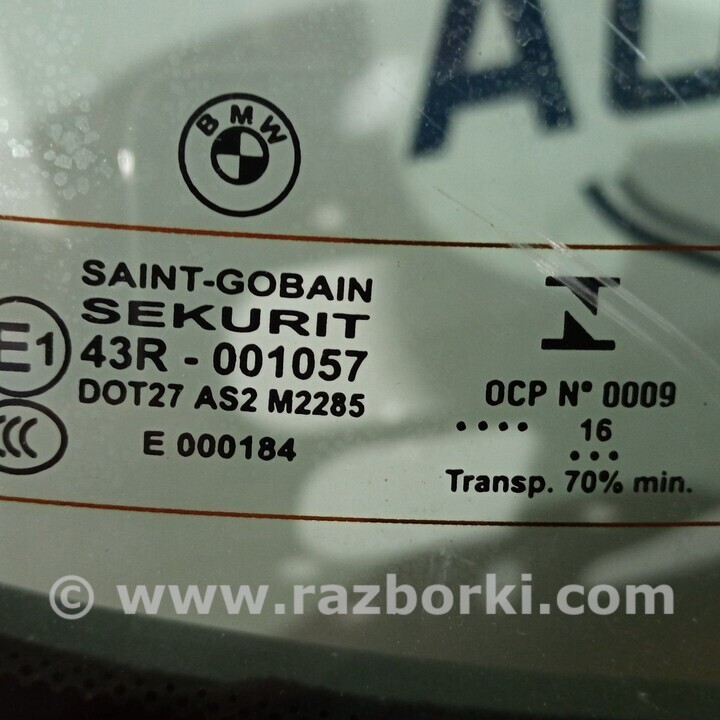 BMW
SAINT-GOBAIN
SEKURIT
E1
43R - 001057
DOT27 AS2 M2285
CCC
E 000184
OCP N° 0009
•••• 16
•••
Transp. 70% min.
© www.razborki.com